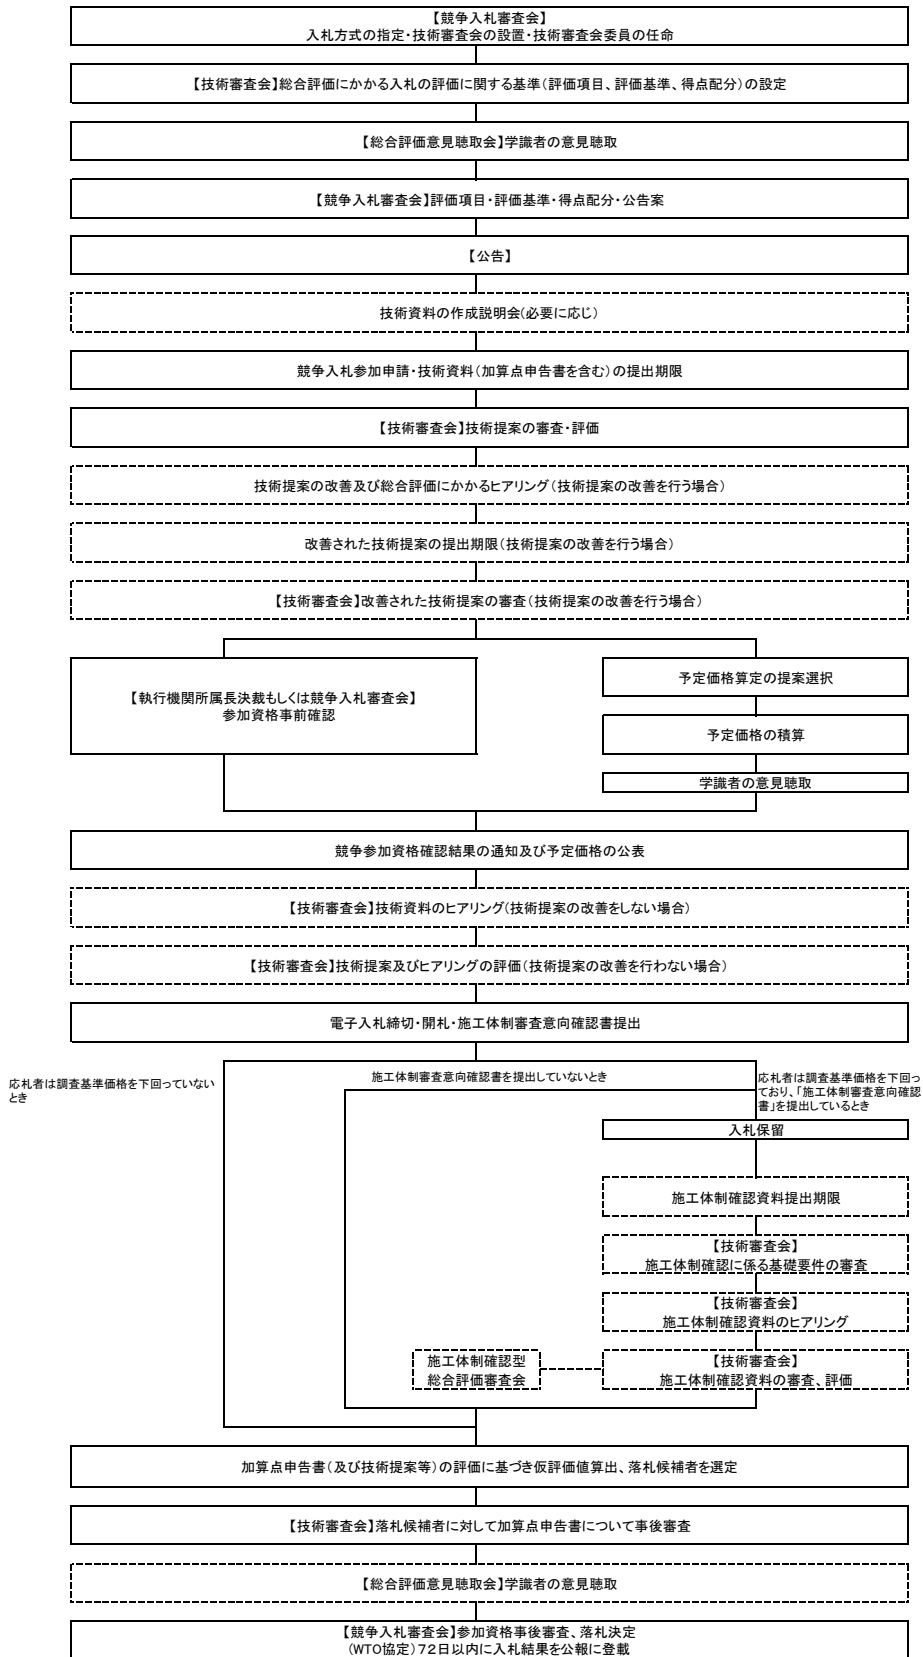 【競争入札審査会】
入札方式の指定・技術審査会の設置・技術審査会委員の任命
【技術審査会】総合評価にかかる入札の評価に関する基準（評価項目、評価基準、得点配分）の設定
【総合評価意見聴取会】学識者の意見聴取
【競争入札審査会】評価項目・評価基準・得点配分・公告案
【公告】
技術資料の作成説明会(必要に応じ)
競争入札参加申請・技術資料（加算点申告書を含む）の提出期限
【技術審査会】技術提案の審査・評価
技術提案の改善及び総合評価にかかるヒアリング（技術提案の改善を行う場合）
改善された技術提案の提出期限（技術提案の改善を行う場合）
【技術審査会】改善された技術提案の審査（技術提案の改善を行う場合）
【執行機関所属長決裁もしくは競争入札審査会】
参加資格事前確認
予定価格算定の提案選択
予定価格の積算
学識者の意見聴取
競争参加資格確認結果の通知及び予定価格の公表
【技術審査会】技術資料のヒアリング（技術提案の改善をしない場合）
【技術審査会】技術提案及びヒアリングの評価（技術提案の改善を行わない場合）
電子入札締切・開札・施工体制審査意向確認書提出
応札者は調査基準価格を下回っていない
とき
施工体制審査意向確認書を提出していないとき
応札者は調査基準価格を下回っ
ており、「施工体制審査意向確認
書」を提出しているとき
入札保留
施工体制確認資料提出期限
【技術審査会】
施工体制確認に係る基礎要件の審査
【技術審査会】
施工体制確認資料のヒアリング
施工体制確認型
総合評価審査会
【技術審査会】
施工体制確認資料の審査、評価
加算点申告書（及び技術提案等）の評価に基づき仮評価値算出、落札候補者を選定
【技術審査会】落札候補者に対して加算点申告書について事後審査
【総合評価意見聴取会】学識者の意見聴取
【競争入札審査会】参加資格事後審査、落札決定
(WTO協定）７２日以内に入札結果を公報に登載